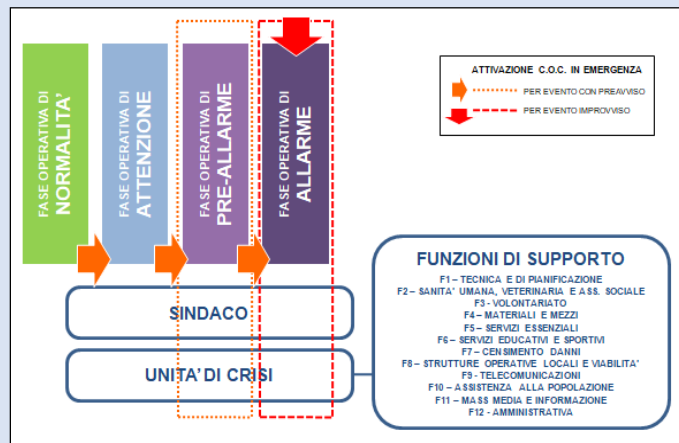 FASE OPERATIVA DI
NORMALITA'
FASE OPERATIVA DI
ATTENZIONE
FASE OPERATIVA DI
PRE-ALLARME
FASE OPERATIVA DI
ALLARME
ATTIVAZIONE C.O.C. IN EMERGENZA
PER EVENTO CON PREAVVISO
PER EVENTO IMPROVVISO
SINDACO
UNITA' DI CRISI
FUNZIONI DI SUPPORTO
F1 – TECNICA E DI PIANIFICAZIONE
F2 – SANITA' UMANA, VETERINARIA E ASS. SOCIALE
F3 - VOLONTARIATO
F4 – MATERIALI E MEZZI
F5 – SERVIZI ESSENZIALI
F6 – SERVIZI EDUCATIVI E SPORTIVI
F7 – CENSIMENTO DANNI
F8 – STRUTTURE OPERATIVE LOCALI E VIABILITA'
F9 - TELECOMUNICAZIONI
F10 – ASSISTENZA ALLA POPOLAZIONE
F11 – MASS MEDIA E INFORMAZIONE
F12 - AMMINISTRATIVA